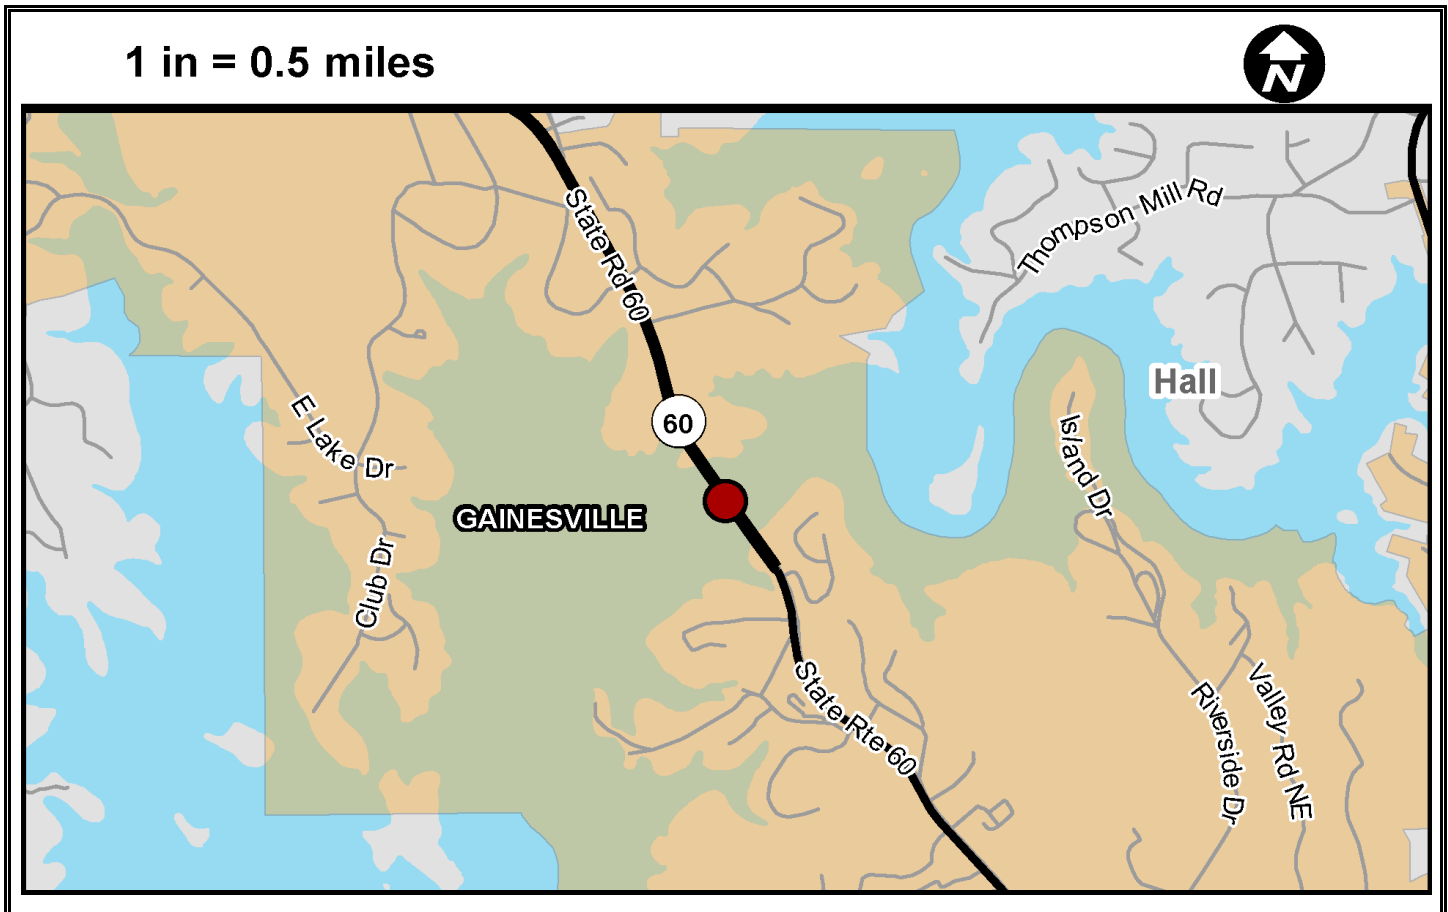 1 in = 0.5 miles
N
State Rd 60
Thompson Mill Rd
Hall
60
E Lake Dr
Island Dr
GAINESVILLE
Club Dr
State Rte 60
Riverside Dr
Valley Rd NE